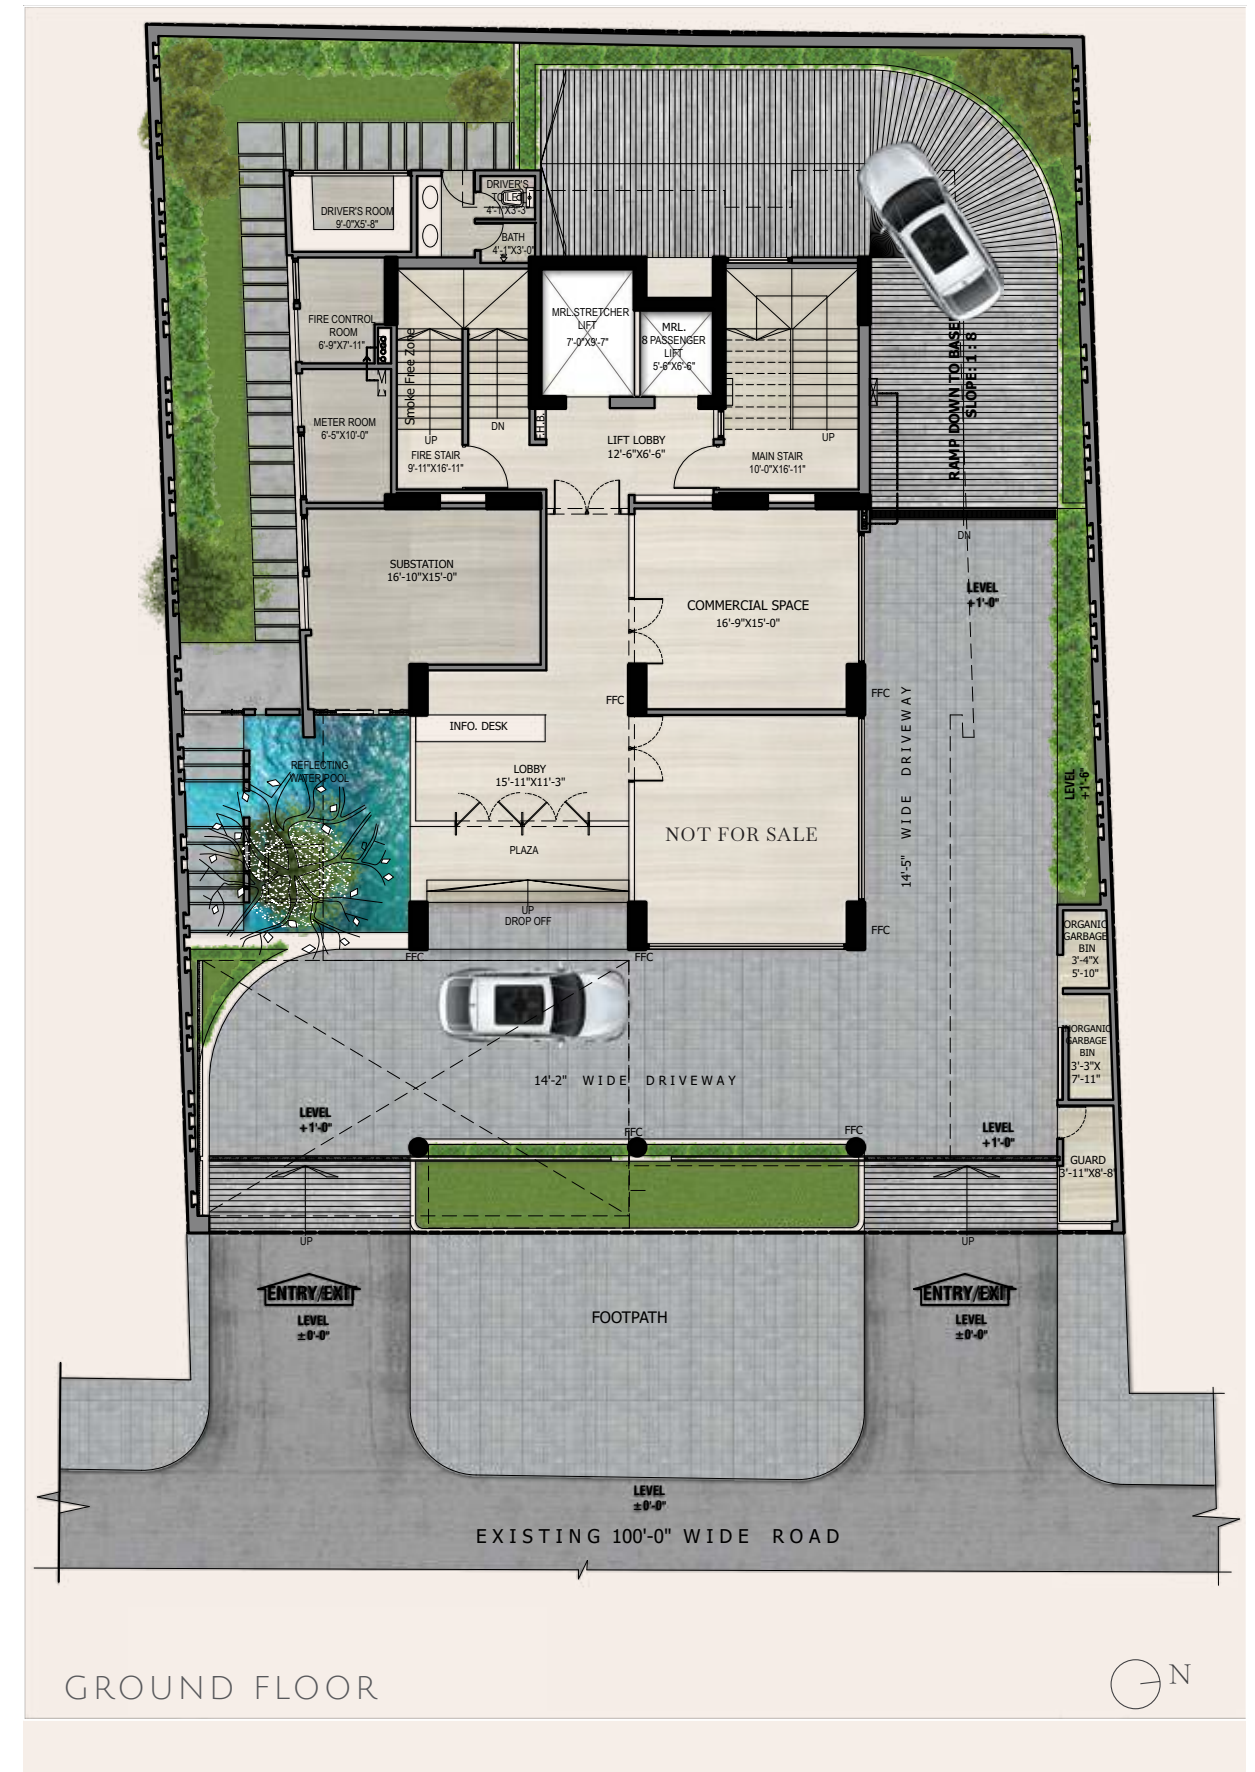 DRIVER'S
TOILET
4'-1"X3'-3"
DRIVER'S ROOM
9'-0"X5'-8"
BATH
4'-1"X3'-0"
FIRE CONTROL
ROOM
6'-9"X7'-11"
Smoke Free Zone
MRL.STRETCHER
LIFT
7'-0"X9'-7"
MRL.
8 PASSENGER
LIFT
5'-6"X6'-6"
RAMP DOWN TO BASE
SLOPE: 1 : 8
METER ROOM
6'-5"X10'-0"
UP
DN
F.H.B.
FIRE STAIR
9'-11"X16'-11"
LIFT LOBBY
12'-6"X6'-6"
UP
MAIN STAIR
10'-0"X16'-11"
DN
SUBSTATION
16'-10"X15'-0"
COMMERCIAL SPACE
16'-9"X15'-0"
LEVEL
+1'-0"
FFC
FFC
INFO. DESK
14'-5" WIDE DRIVEWAY
REFLECTING
WATER POOL
LOBBY
15'-11"X11'-3"
LEVEL
+1'-6"
NOT FOR SALE
PLAZA
UP
DROP OFF
FFC
FFC
FFC
ORGANIC
GARBAGE
BIN
3'-4"X
5'-10"
INORGANIC
GARBAGE
BIN
3'-3"X
7'-11"
14'-2" WIDE DRIVEWAY
LEVEL
+1'-0"
FFC
FFC
LEVEL
+1'-0"
GUARD
3'-11"X8'-8"
UP
UP
ENTRY/EXIT
LEVEL
±0'-0"
FOOTPATH
ENTRY/EXIT
LEVEL
±0'-0"
LEVEL
±0'-0"
EXISTING 100'-0" WIDE ROAD
GROUND FLOOR
N